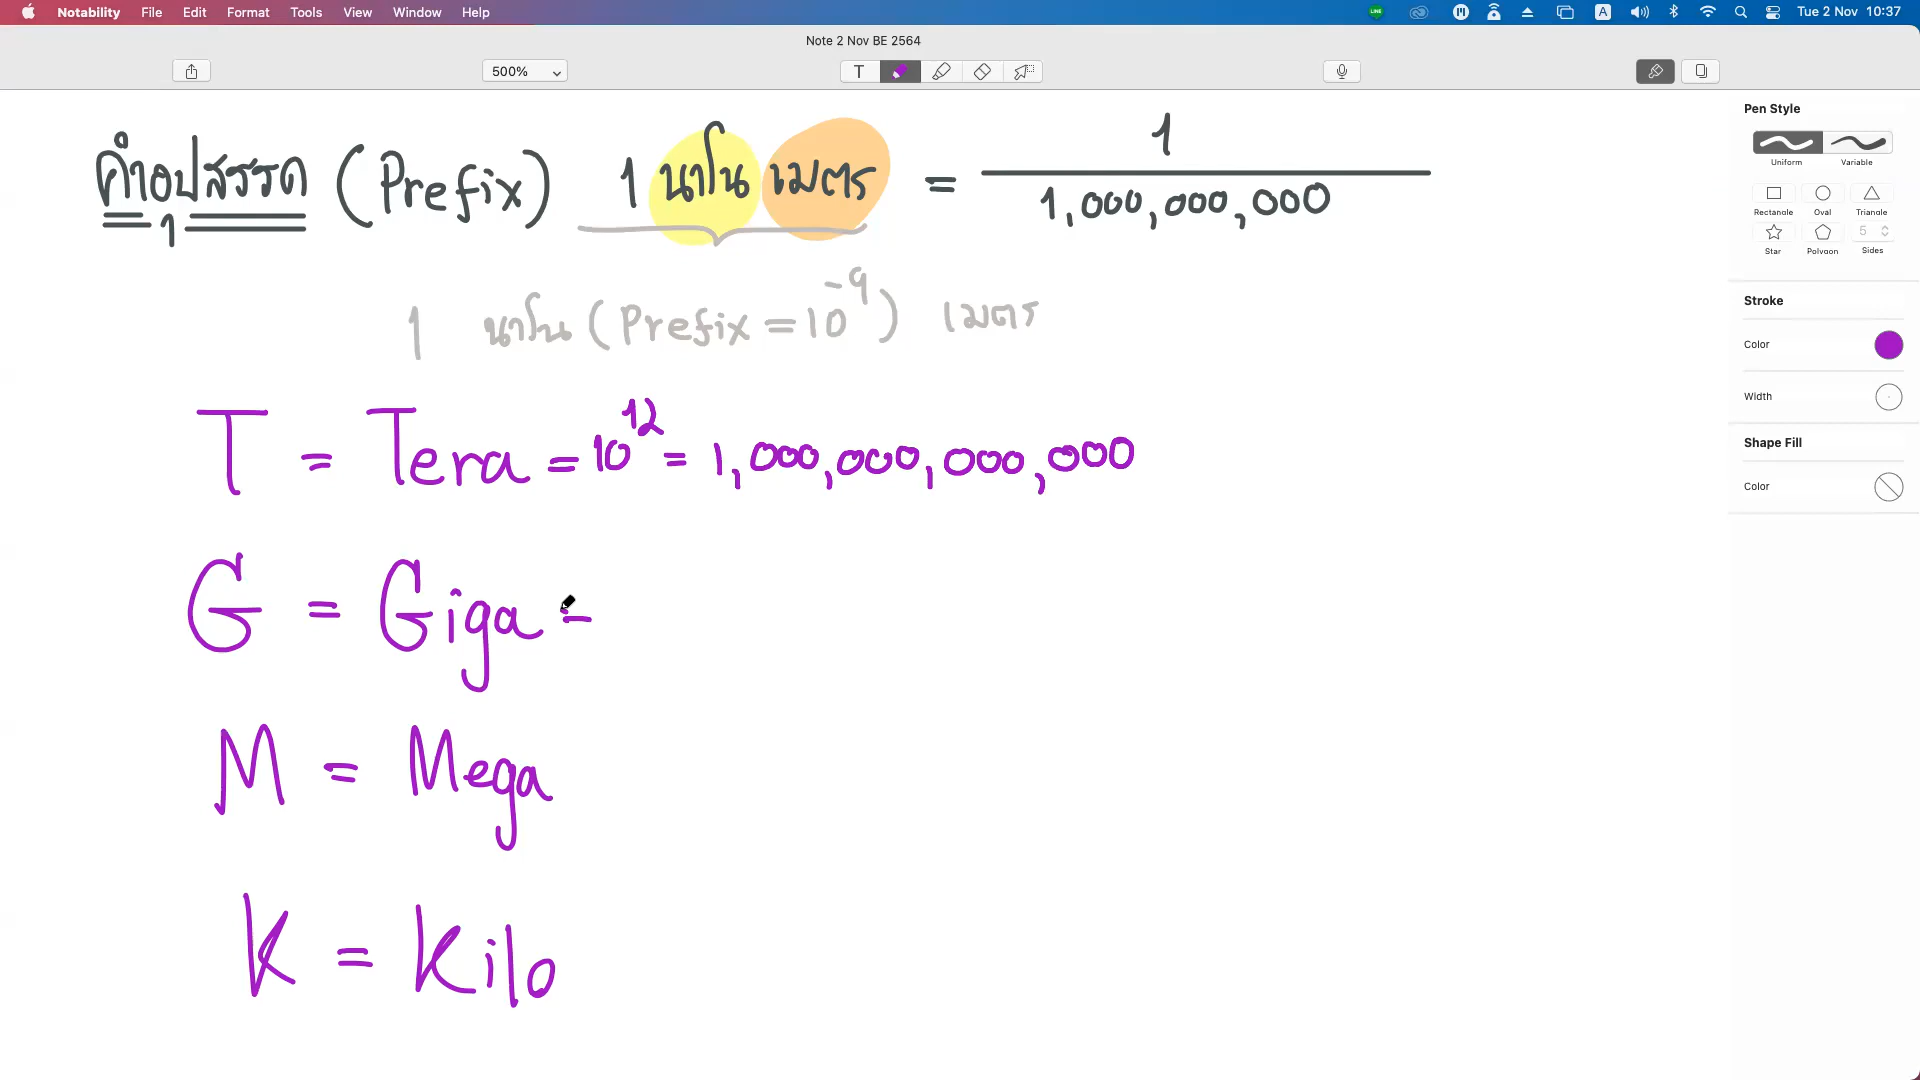 Notability File Edit Format Tools View Window Help
LINE A Tue 2 Nov 10:37
Note 2 Nov BE 2564
500% T
Pen Style
Uniform Variable
Rectangle Oval Triangle
5
Star Polygon Sides
Stroke
Color
Width
Shape Fill
Color
คำอุปสรรค (Prefix) 1 นาโน เมตร = 1
1,000,000,000
1 นาโน (Prefix = 10⁻⁹) เมตร
T = Tera = 10¹² = 1,000,000,000,000
G = Giga =
M = Mega
K = Kilo